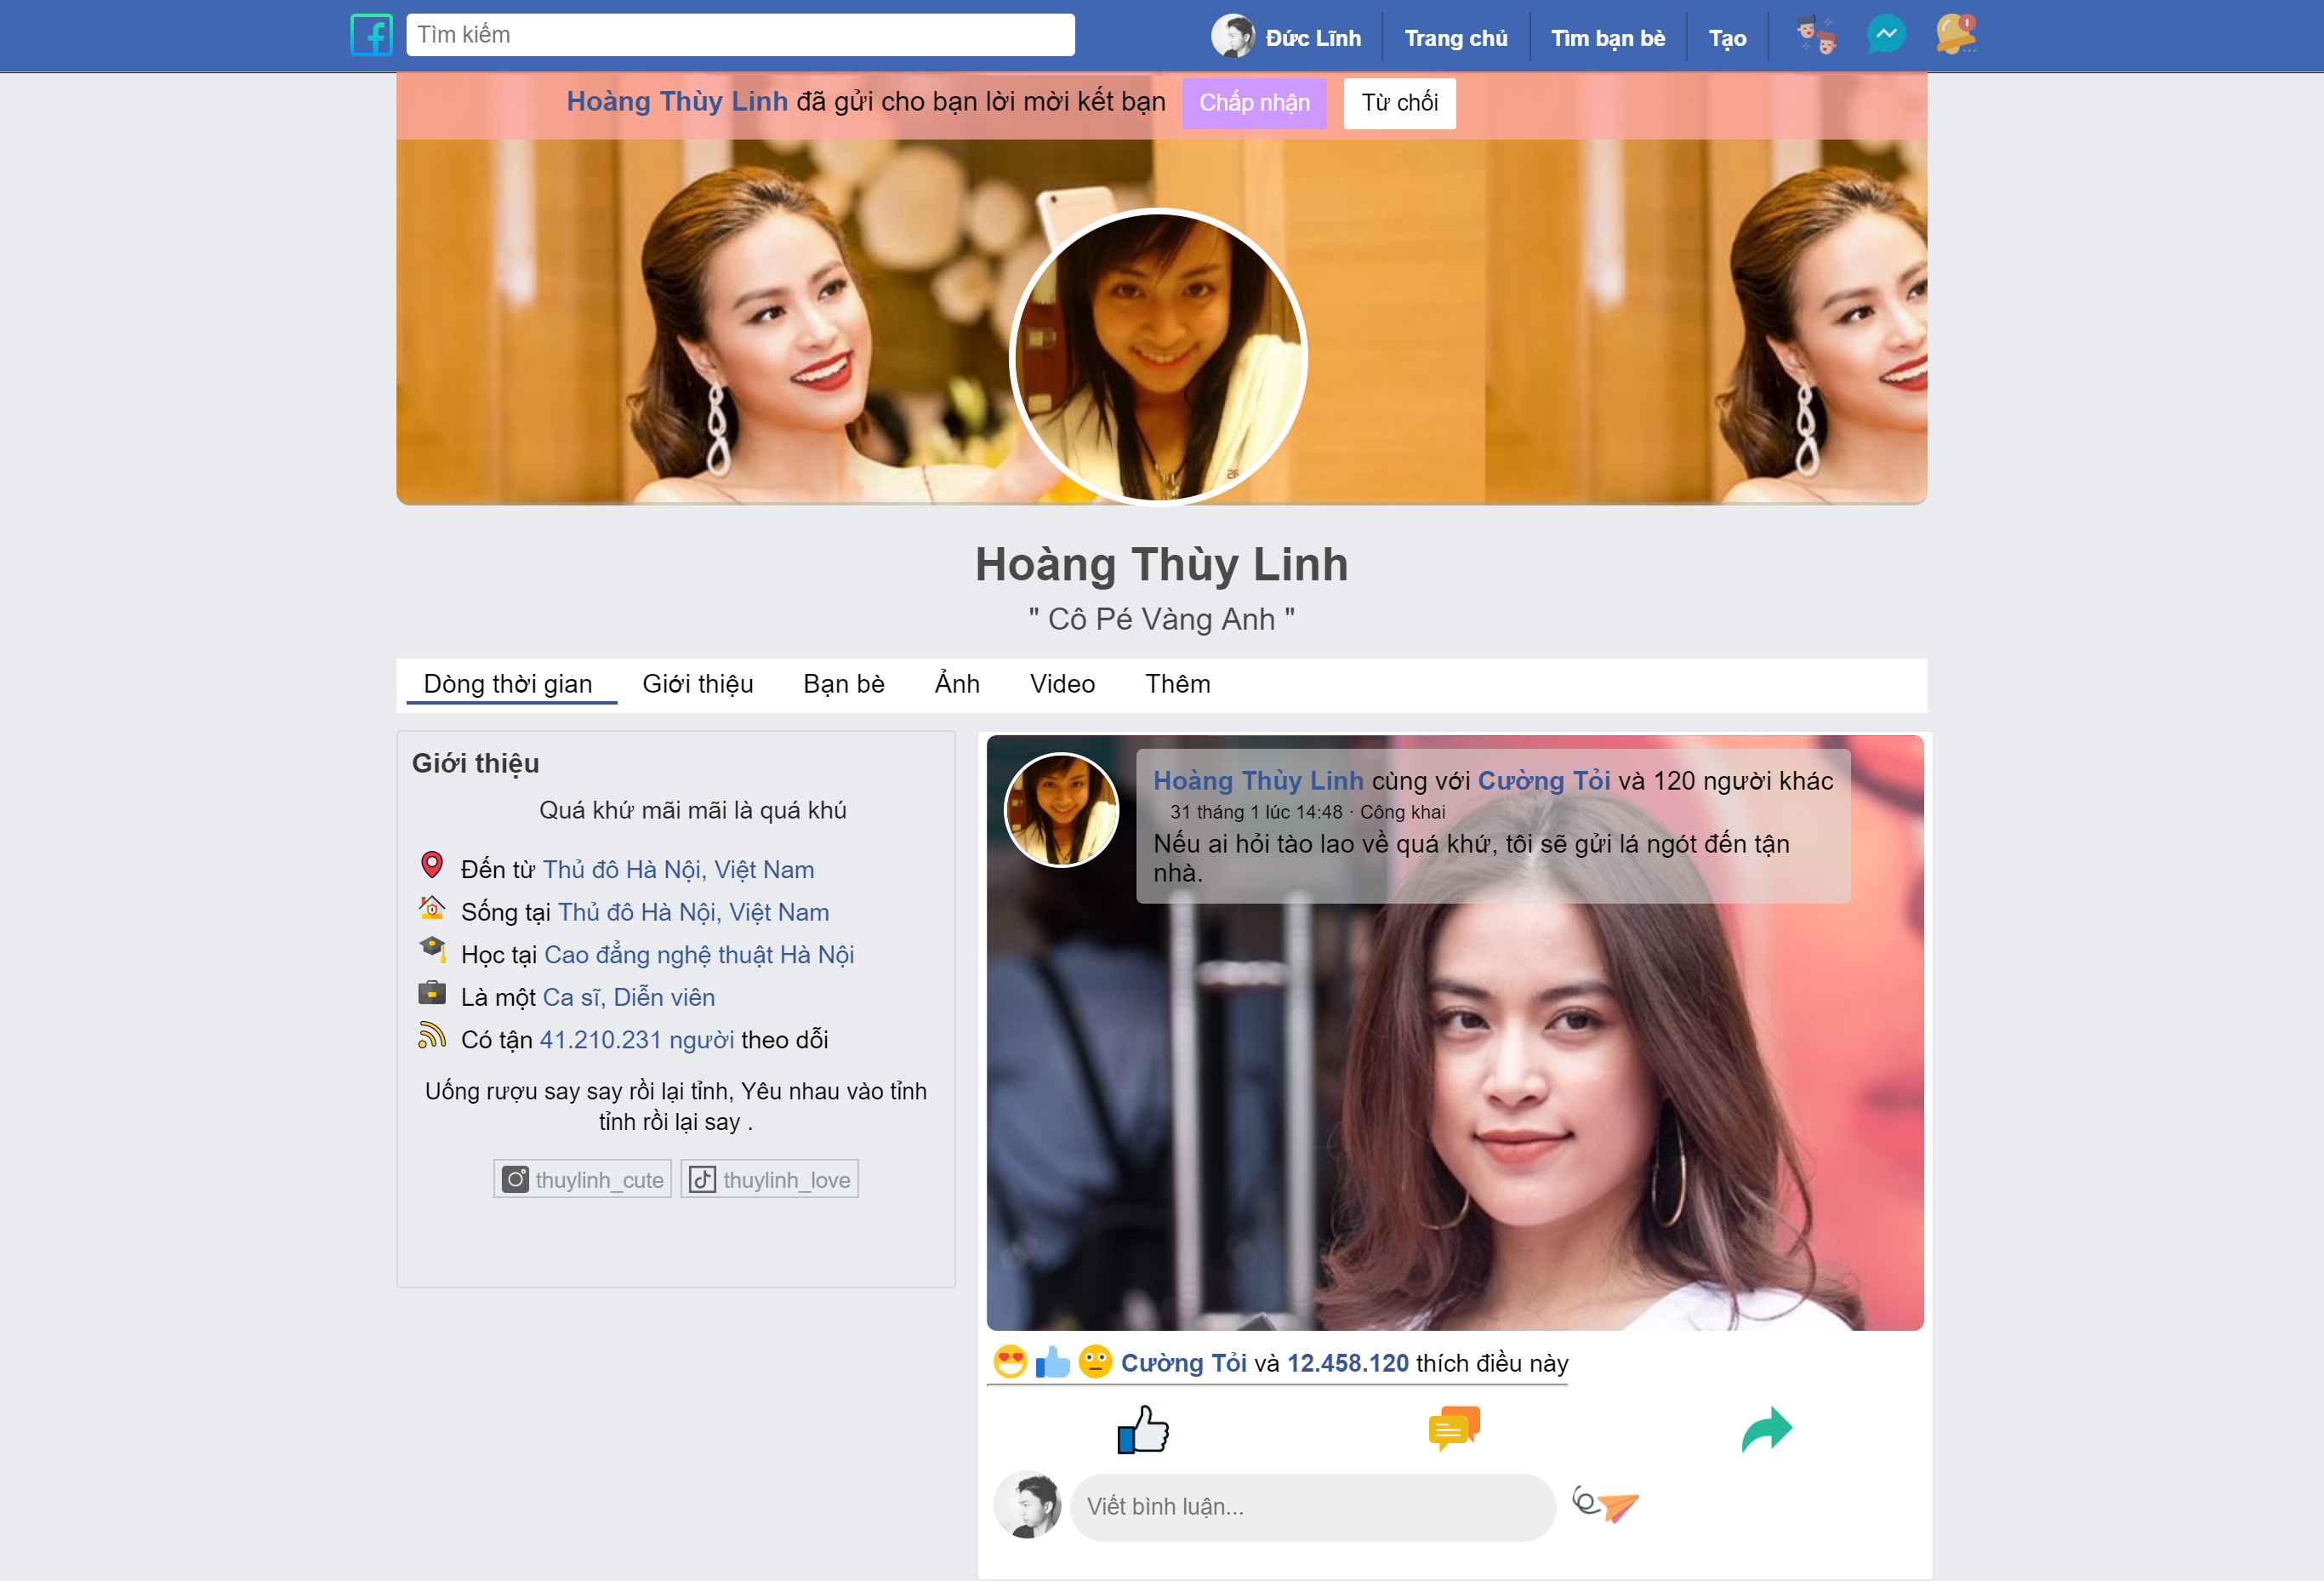 Tìm kiếm
Đức Lĩnh
Trang chủ
Tìm bạn bè
Tạo
Hoàng Thùy Linh đã gửi cho bạn lời mời kết bạn
Chấp nhận
Từ chối
Hoàng Thùy Linh
" Cô Pé Vàng Anh "
Dòng thời gian
Giới thiệu
Bạn bè
Ảnh
Video
Thêm
Giới thiệu
Quá khứ mãi mãi là quá khú
Đến từ Thủ đô Hà Nội, Việt Nam
Sống tại Thủ đô Hà Nội, Việt Nam
Học tại Cao đẳng nghệ thuật Hà Nội
Là một Ca sĩ, Diễn viên
Có tận 41.210.231 người theo dỗi
Uống rượu say say rồi lại tỉnh, Yêu nhau vào tỉnh
tỉnh rồi lại say .
thuylinh_cute
thuylinh_love
Hoàng Thùy Linh cùng với Cường Tỏi và 120 người khác
31 tháng 1 lúc 14:48 · Công khai
Nếu ai hỏi tào lao về quá khứ, tôi sẽ gửi lá ngót đến tận
nhà.
Cường Tỏi và 12.458.120 thích điều này
Viết bình luận...